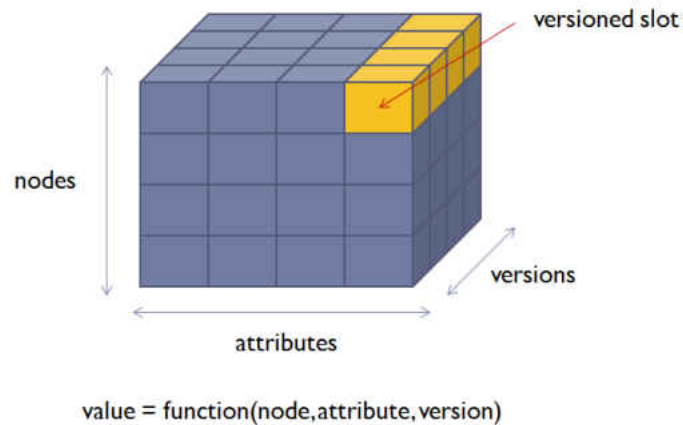 versioned slot
nodes
versions
attributes
value = function(node,attribute,version)